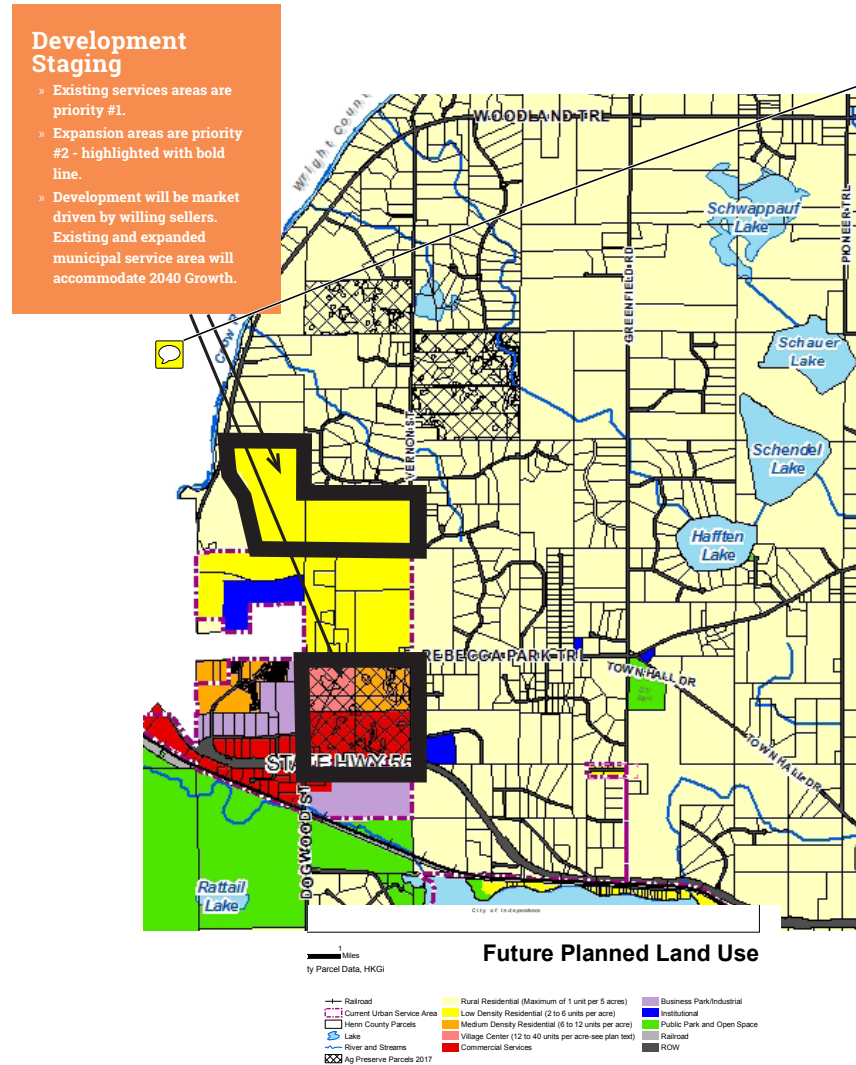 Development
Staging
» Existing services areas are
priority #1.
» Expansion areas are priority
#2 - highlighted with bold
line.
» Development will be market
driven by willing sellers.
Existing and expanded
municipal service area will
accommodate 2040 Growth.
Wright Coun
WOODLAND TRL
Schwappauf
Lake
PIONEER TRL
GREENFIELD RD
Crow R
Schauer
Lake
VERNON ST
Schendel
Lake
Hafften
Lake
REBECCA PARK TRL
TOWN HALL DR
City
Park
TOWN HALL DR
STATE HWY 55
DOGWOOD ST
Rattail
Lake
City of Independence
1
Miles
ty Parcel Data, HKGi
Future Planned Land Use
Railroad
Current Urban Service Area
Henn County Parcels
Lake
River and Streams
Ag Preserve Parcels 2017
Rural Residential (Maximum of 1 unit per 5 acres)
Low Density Residential (2 to 6 units per acre)
Medium Density Residential (6 to 12 units per acre)
Village Center (12 to 40 units per acre-see plan text)
Commercial Services
Business Park/Industrial
Institutional
Public Park and Open Space
Railroad
ROW